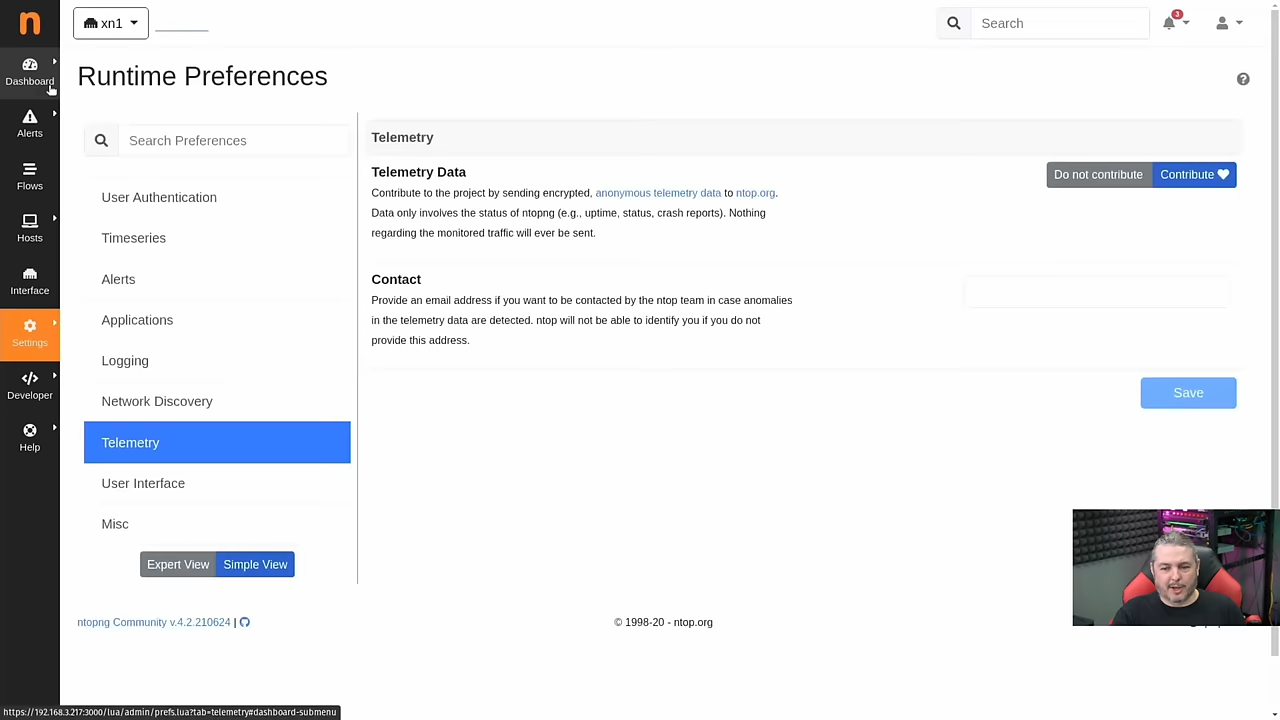 xn1
Search
3
Dashboard
Alerts
Flows
Hosts
Interface
Settings
Developer
Help
Runtime Preferences
Search Preferences
User Authentication
Timeseries
Alerts
Applications
Logging
Network Discovery
Telemetry
User Interface
Misc
Expert View Simple View
Telemetry
Telemetry Data
Contribute to the project by sending encrypted, anonymous telemetry data to ntop.org.
Data only involves the status of ntopng (e.g., uptime, status, crash reports). Nothing
regarding the monitored traffic will ever be sent.
Do not contribute Contribute
Contact
Provide an email address if you want to be contacted by the ntop team in case anomalies
in the telemetry data are detected. ntop will not be able to identify you if you do not
provide this address.
Save
ntopng Community v.4.2.210624 |
© 1998-20 - ntop.org
https://192.168.3.217:3000/lua/admin/prefs.lua?tab=telemetry#dashboard-submenu